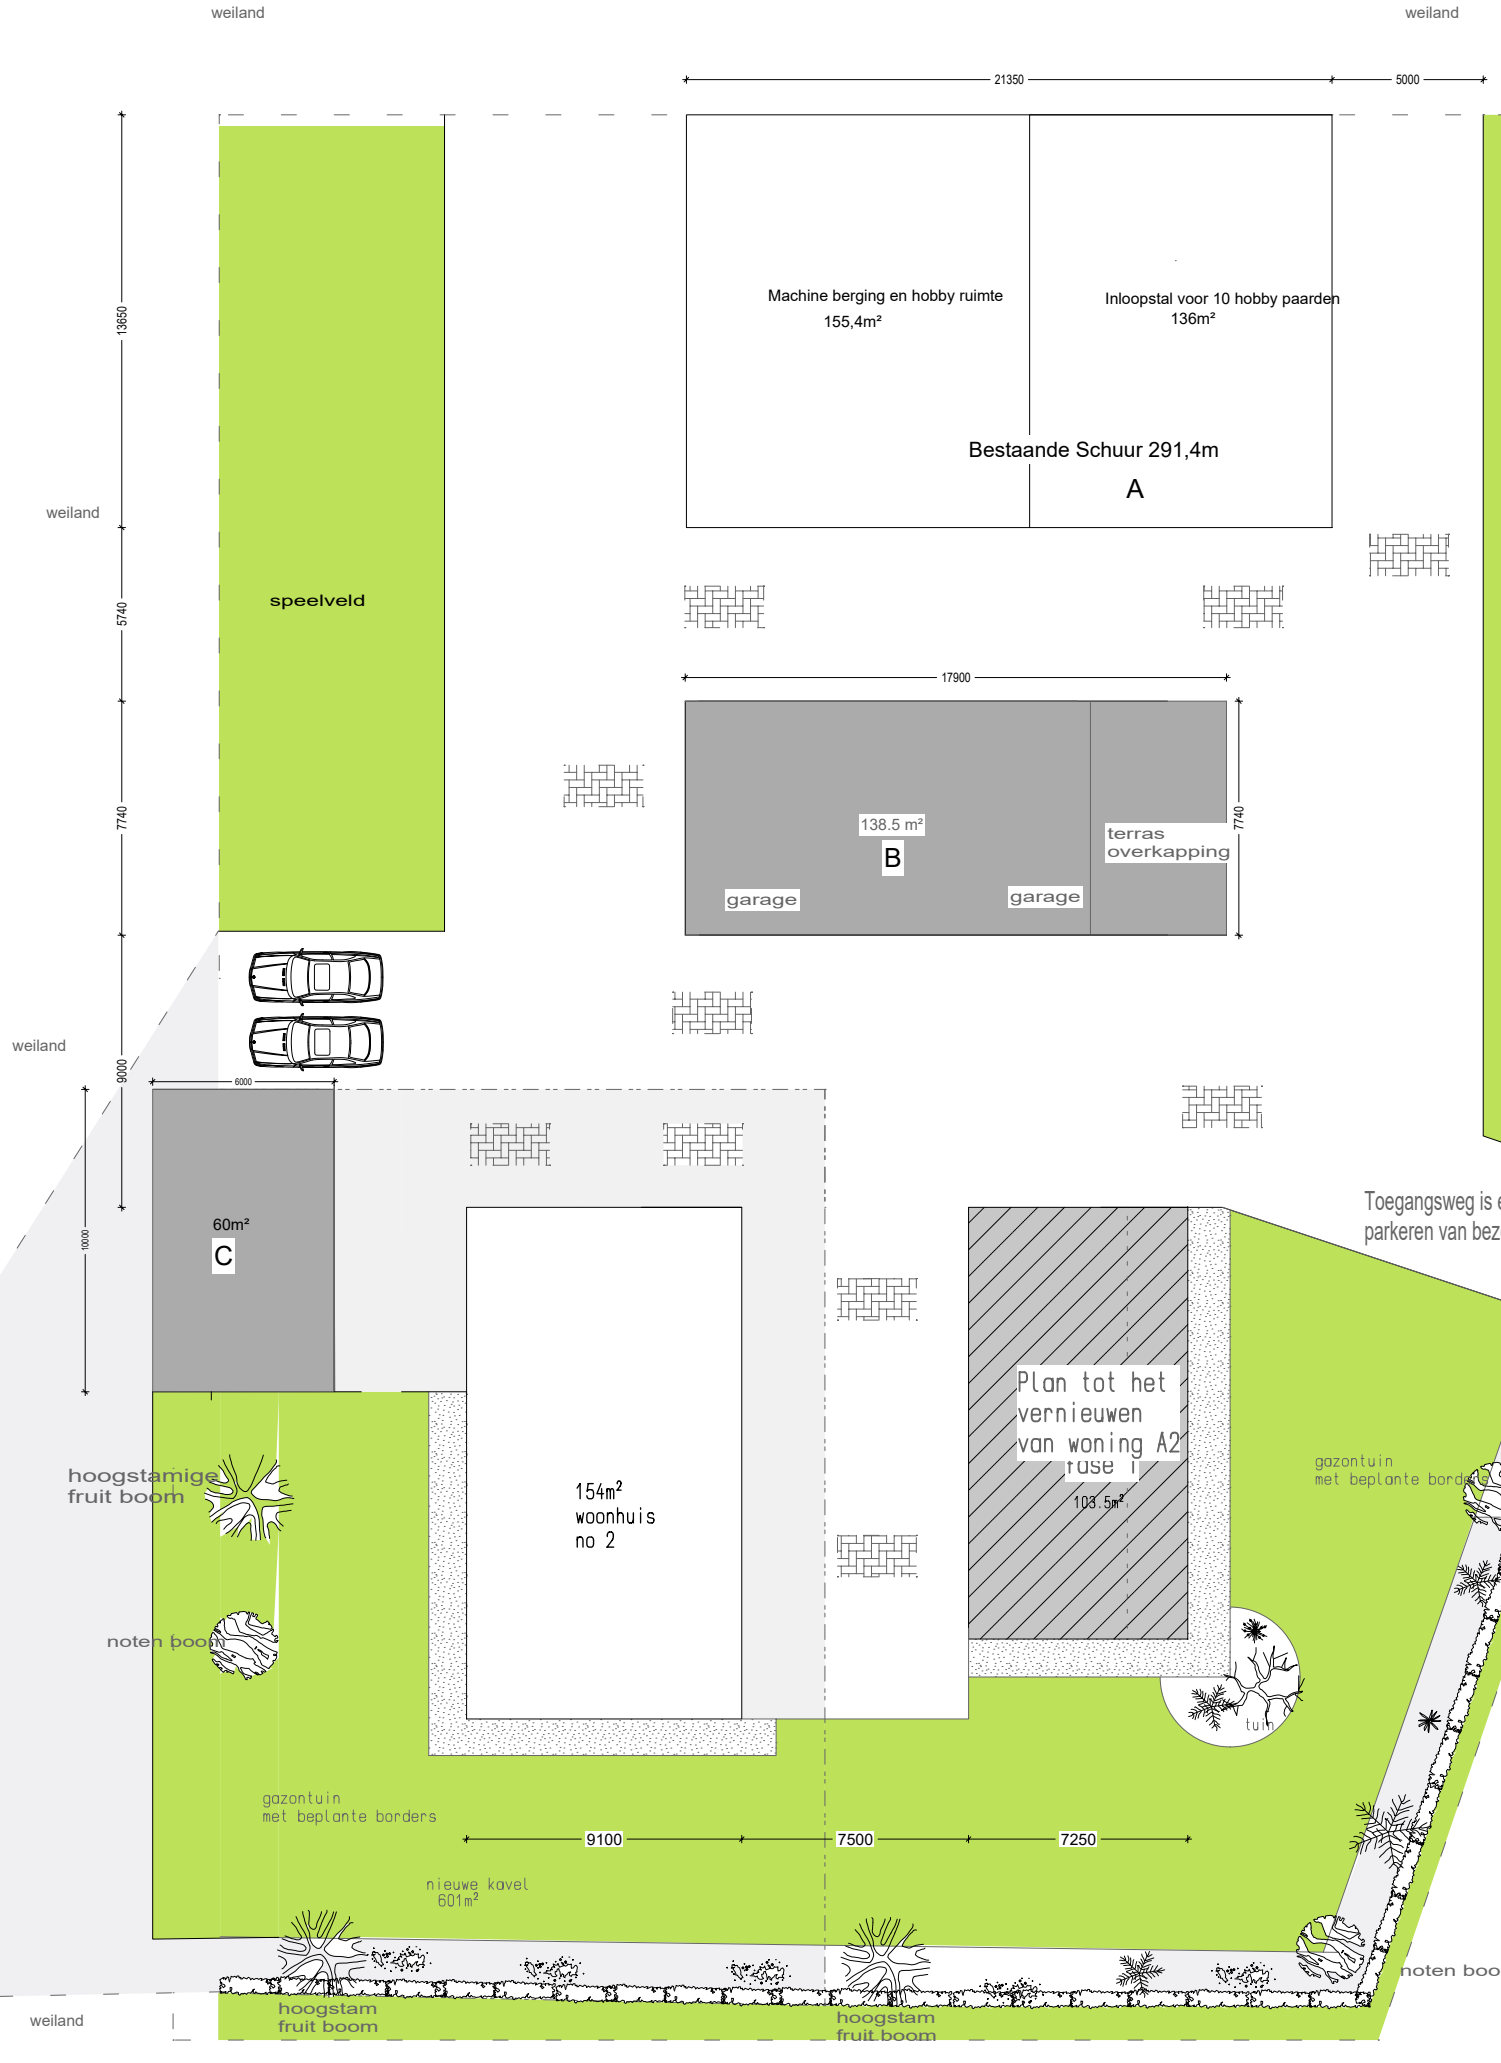 weiland
weiland
21350
5000
13650
Machine berging en hobby ruimte
155,4m²
Inloopstal voor 10 hobby paarden
136m²
Bestaande Schuur 291,4m
A
weiland
speelveld
5740
17900
7740
138.5 m²
B
garage
garage
terras
overkapping
7740
weiland
9000
6000
10000
60m²
C
Toegangsweg is
parkeren van bez
Plan tot het
vernieuwen
van woning A2
fase 1
103.5m²
gazontuin
met beplante borders
hoogstamige
fruit boom
154m²
woonhuis
no 2
noten boom
tuin
gazontuin
met beplante borders
9100
7500
7250
nieuwe kavel
601m²
noten boo
weiland
hoogstam
fruit boom
hoogstam
fruit boom